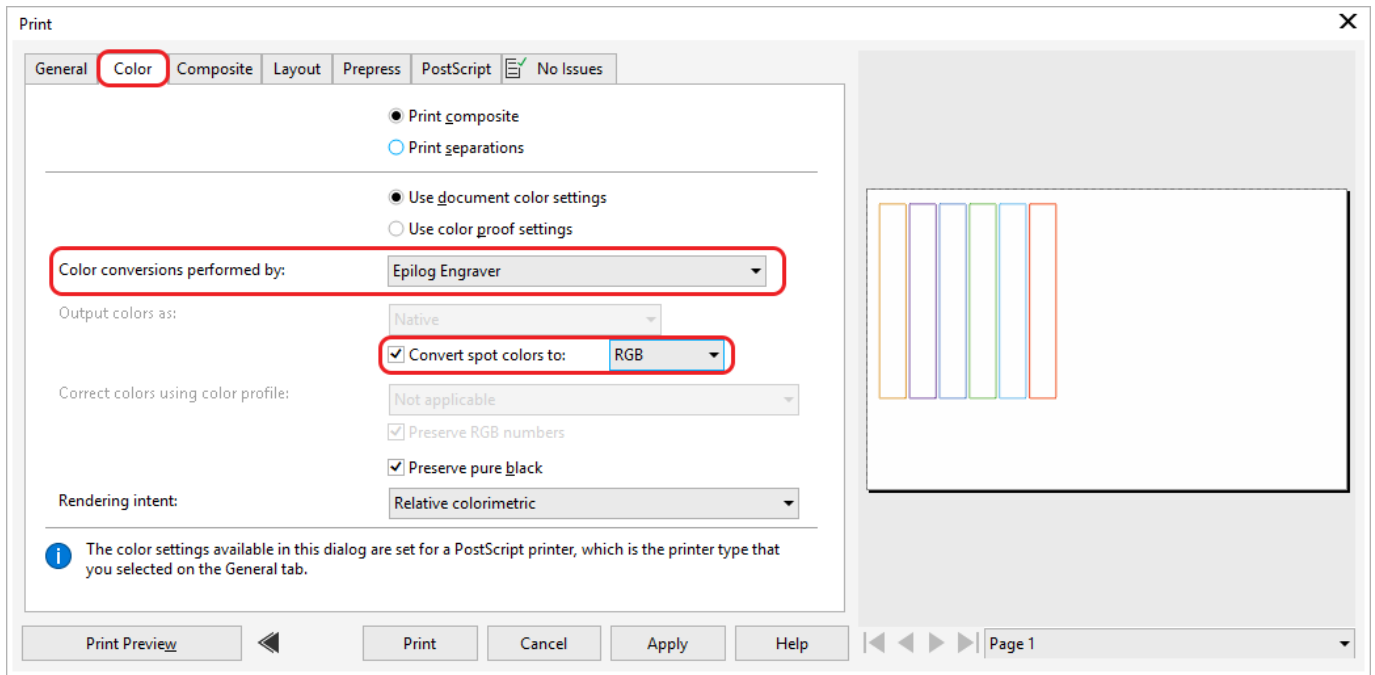 Print
General Color Composite Layout Prepress PostScript No Issues
Print composite
Print separations
Use document color settings
Use color proof settings
Color conversions performed by: Epilog Engraver
Output colors as: Native
Convert spot colors to: RGB
Correct colors using color profile: Not applicable
Preserve RGB numbers
Preserve pure black
Rendering intent: Relative colorimetric
The color settings available in this dialog are set for a PostScript printer, which is the printer type that
you selected on the General tab.
Print Preview Print Cancel Apply Help Page 1